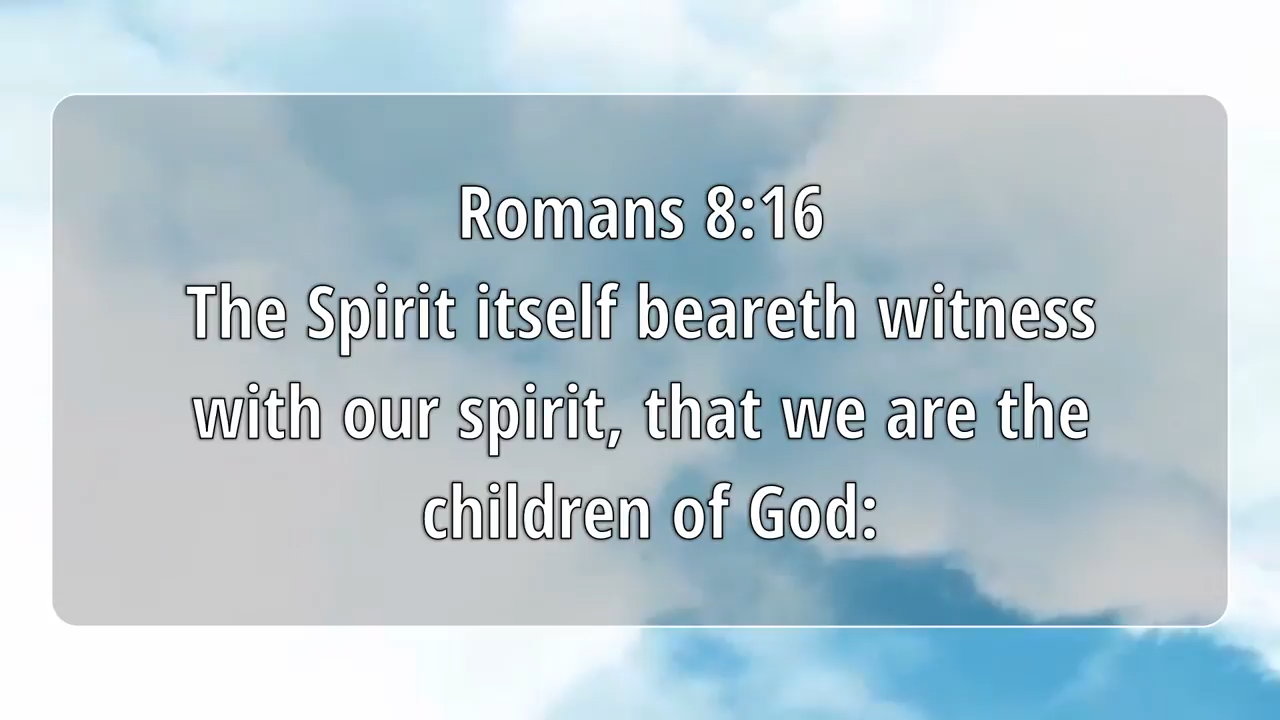 Romans 8:16
The Spirit itself beareth witness
with our spirit, that we are the
children of God: